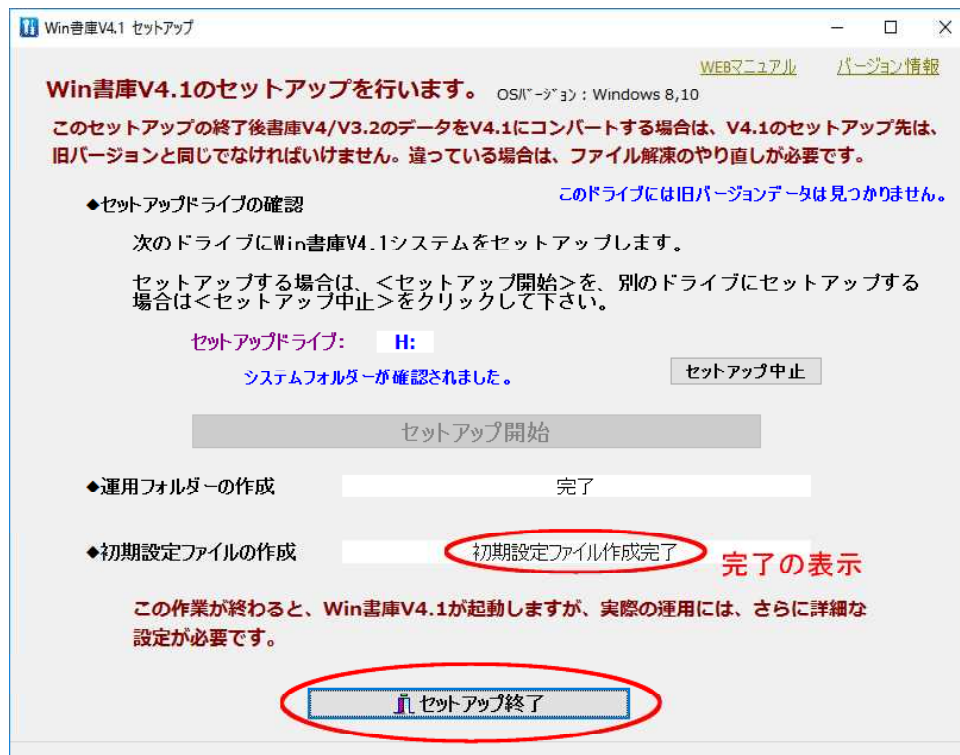 Win書庫V4.1 セットアップ
WEBマニュアル バージョン情報
Win書庫V4.1のセットアップを行います。 OSバージョン：Windows 8,10
このセットアップの終了後書庫V4/V3.2のデータをV4.1にコンバートする場合は、V4.1のセットアップ先は、
旧バージョンと同じでなければいけません。違っている場合は、ファイル解凍のやり直しが必要です。
このドライブには旧バージョンデータは見つかりません。
◆セットアップドライブの確認
次のドライブにWin書庫V4.1システムをセットアップします。
セットアップする場合は、＜セットアップ開始＞を、別のドライブにセットアップする
場合は＜セットアップ中止＞をクリックして下さい。
セットアップドライブ： H:
システムフォルダーが確認されました。
セットアップ中止
セットアップ開始
◆運用フォルダーの作成 完了
◆初期設定ファイルの作成 初期設定ファイル作成完了
完了の表示
この作業が終わると、Win書庫V4.1が起動しますが、実際の運用には、さらに詳細な
設定が必要です。
セットアップ終了